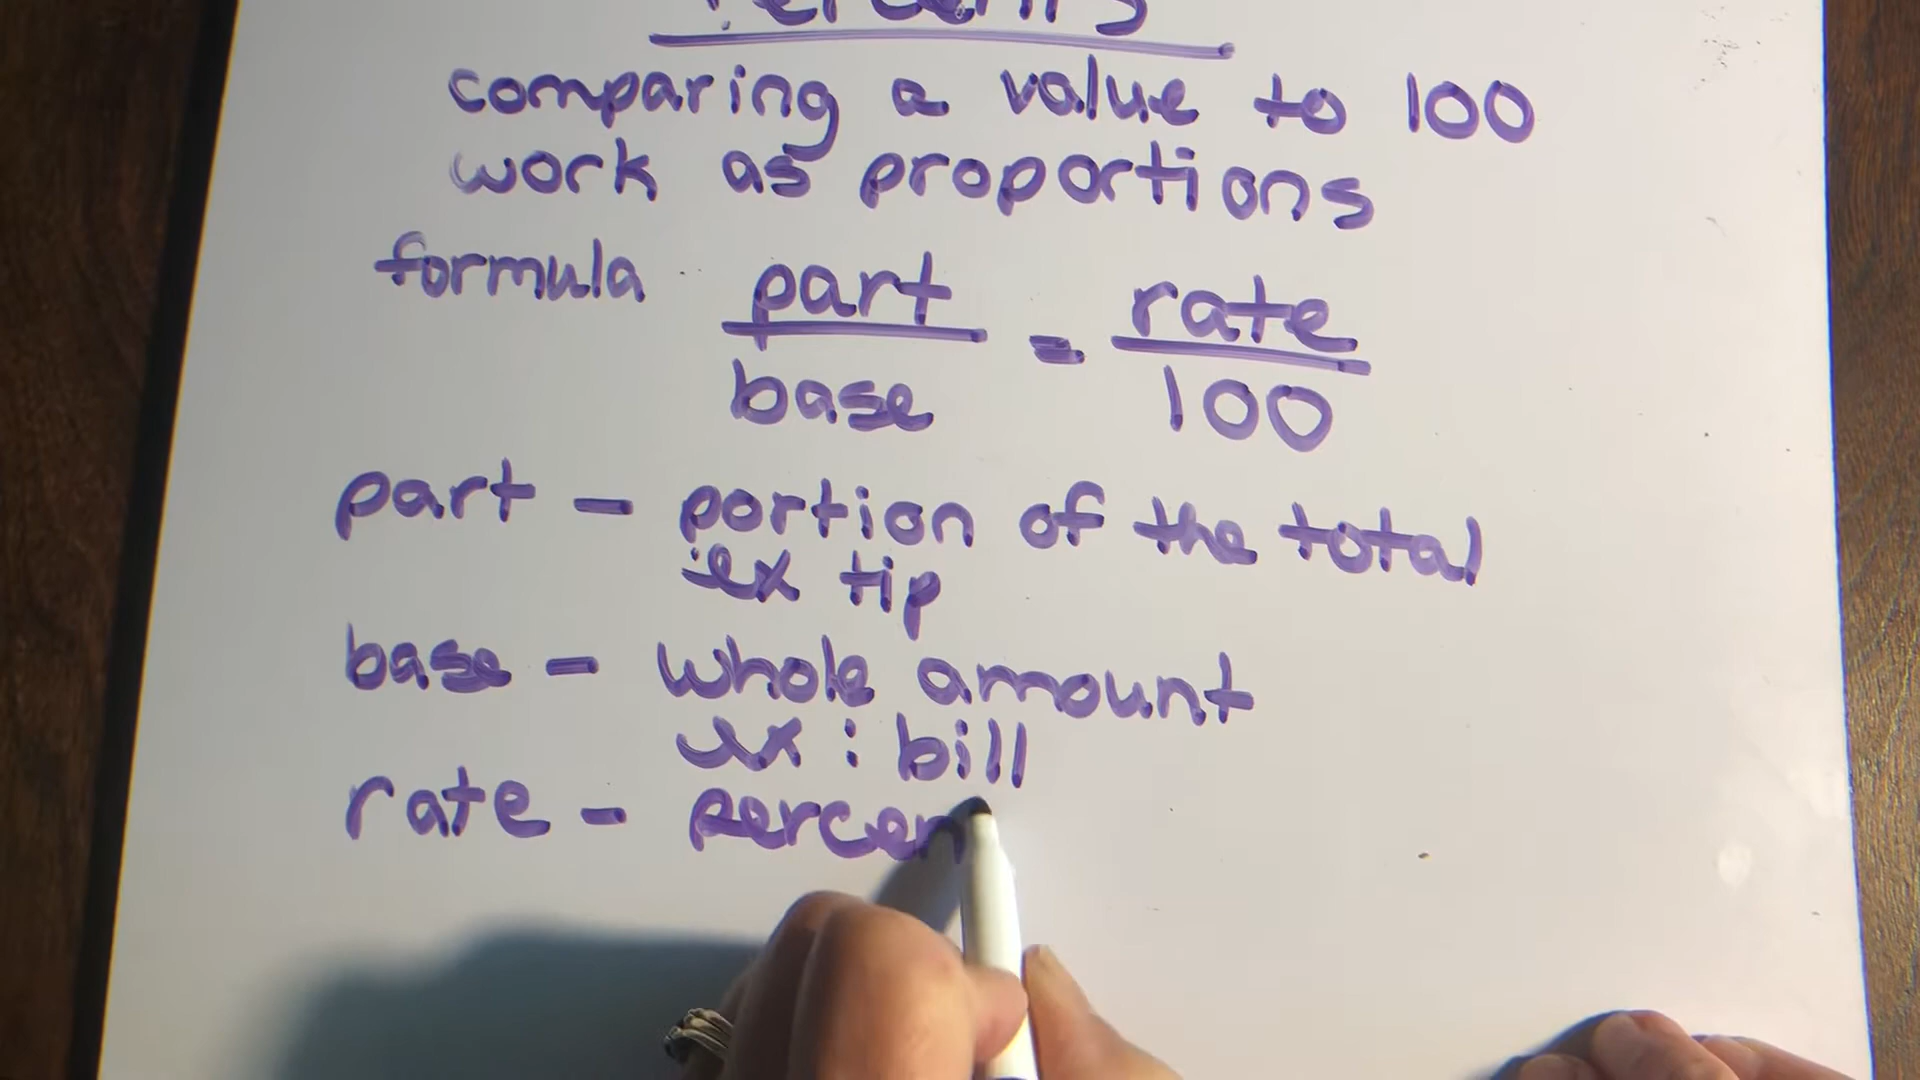 Percents
comparing a value to 100
work as proportions
formula part = rate
base 100
part - portion of the total
:ex tip
base - whole amount
ex : bill
rate - percen